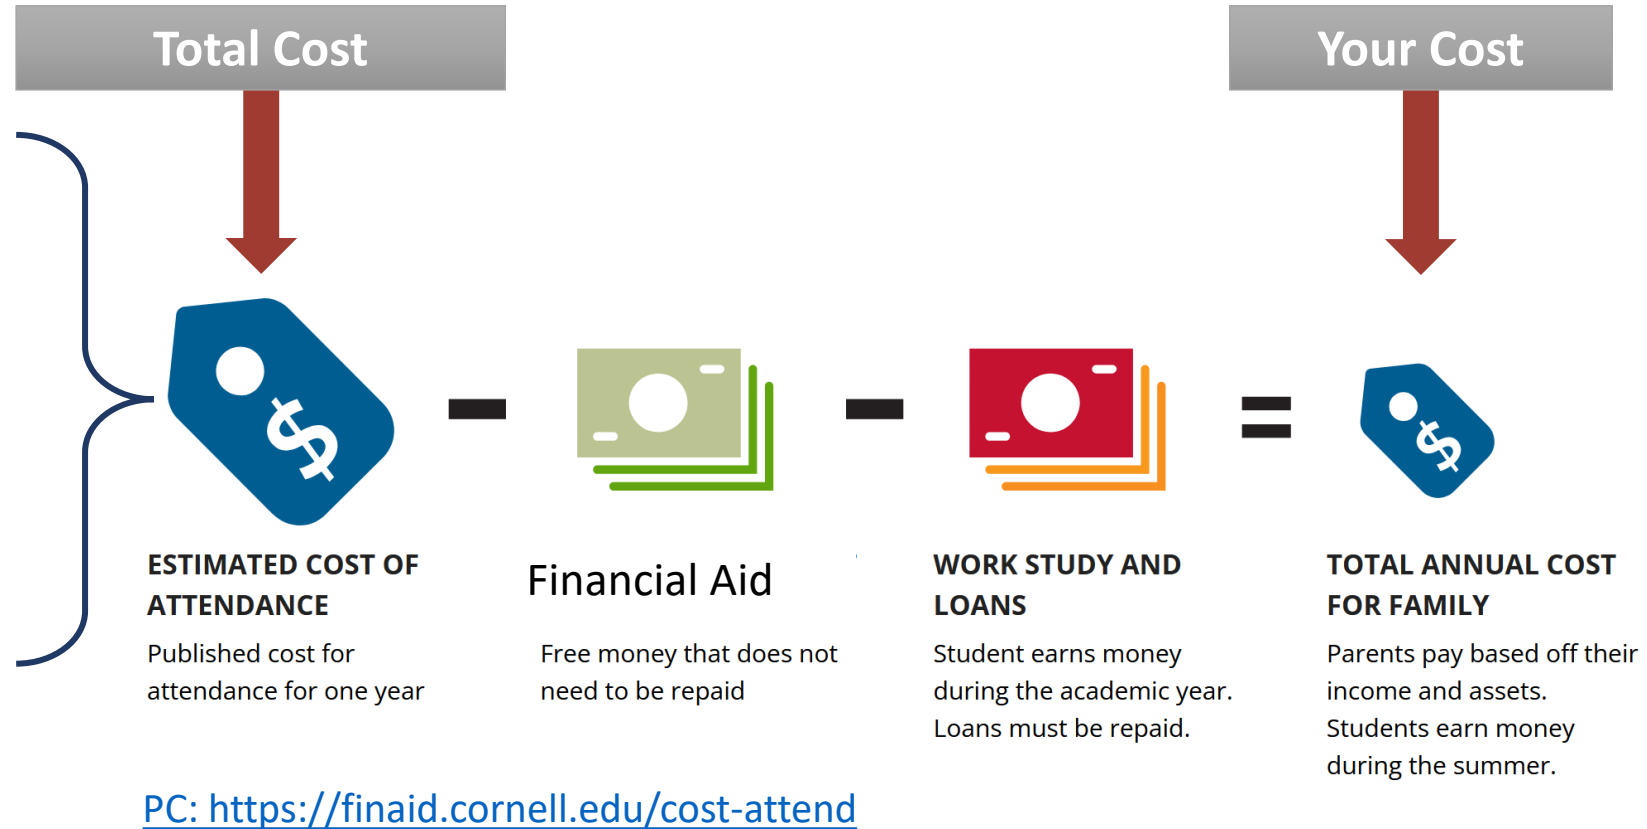 Total Cost
Your Cost
$
$
ESTIMATED COST OF
ATTENDANCE
Published cost for
attendance for one year
Financial Aid
Free money that does not
need to be repaid
WORK STUDY AND
LOANS
Student earns money
during the academic year.
Loans must be repaid.
TOTAL ANNUAL COST
FOR FAMILY
Parents pay based off their
income and assets.
Students earn money
during the summer.
PC: https://finaid.cornell.edu/cost-attend